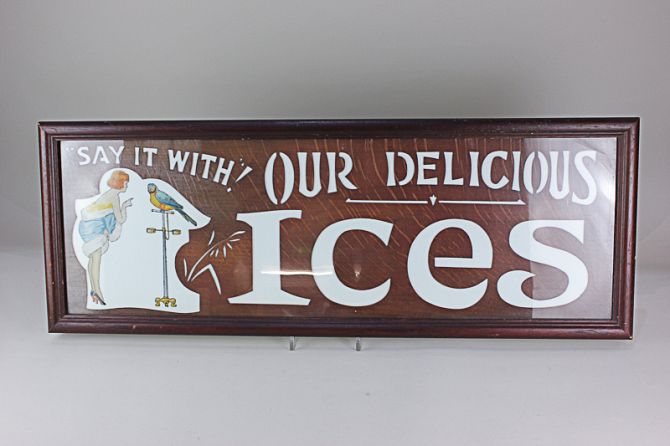 "SAY IT WITH"!
OUR DELICIOUS
ICES